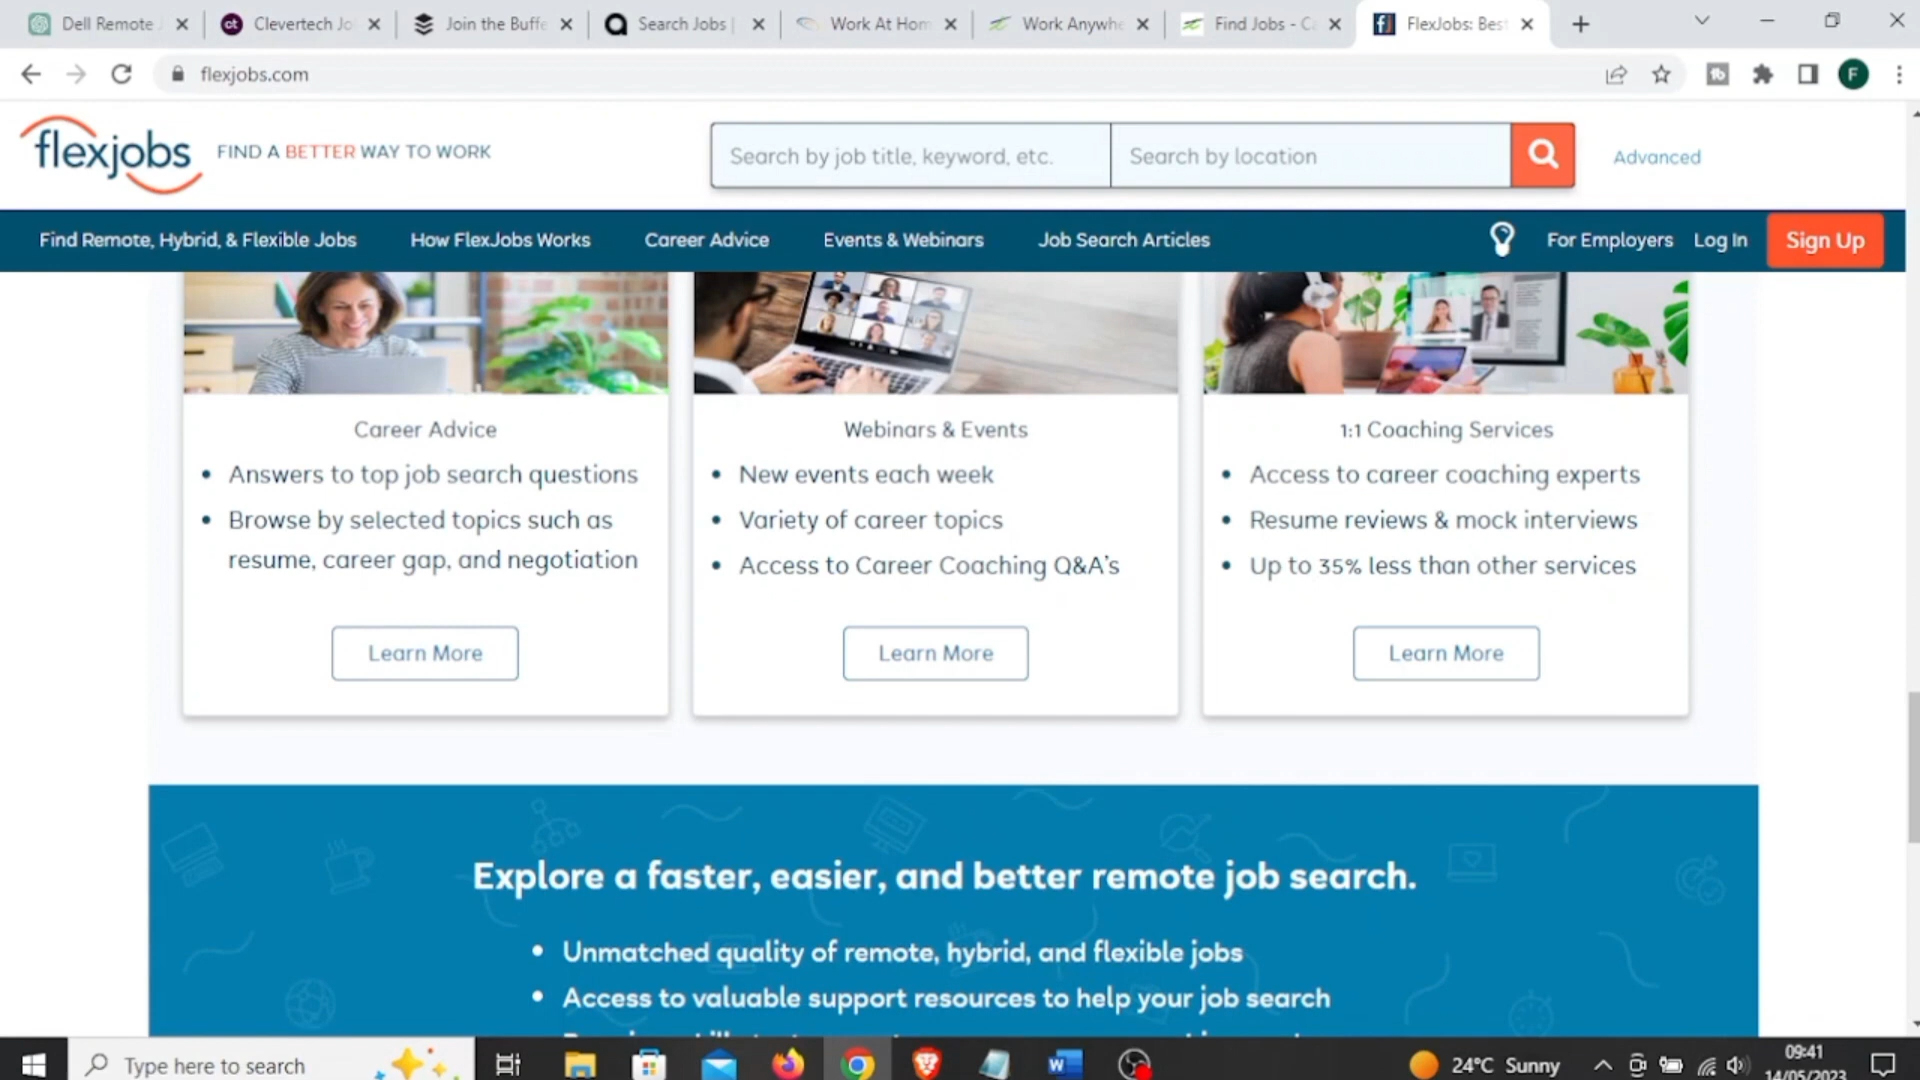 Dell Remote J
Clevertech Jo
Join the Buffe
Search Jobs |
Work At Hom
Work Anywhe
Find Jobs - Ca
FlexJobs: Best
flexjobs.com
F
flexjobs
FIND A BETTER WAY TO WORK
Search by job title, keyword, etc.
Search by location
Advanced
Find Remote, Hybrid, & Flexible Jobs
How FlexJobs Works
Career Advice
Events & Webinars
Job Search Articles
For Employers
Log In
Sign Up
Career Advice
• Answers to top job search questions
• Browse by selected topics such as
resume, career gap, and negotiation
Learn More
Webinars & Events
• New events each week
• Variety of career topics
• Access to Career Coaching Q&A's
Learn More
1:1 Coaching Services
• Access to career coaching experts
• Resume reviews & mock interviews
• Up to 35% less than other services
Learn More
Explore a faster, easier, and better remote job search.
• Unmatched quality of remote, hybrid, and flexible jobs
• Access to valuable support resources to help your job search
Type here to search
24°C Sunny
09:41
14/05/2023